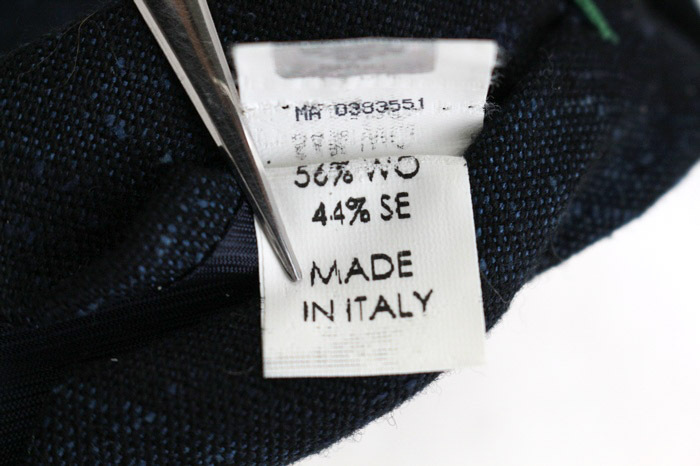 MA 0383551
56% WO
44% SE
MADE
IN ITALY